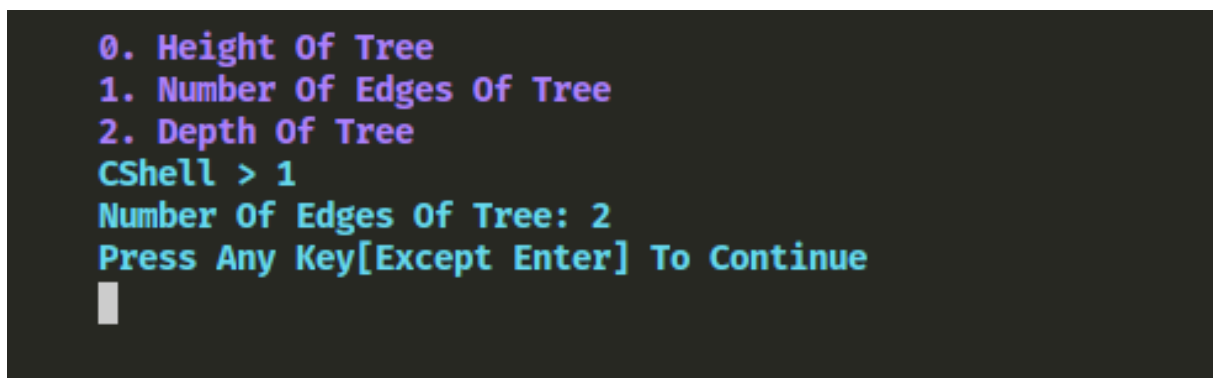 0. Height Of Tree
1. Number Of Edges Of Tree
2. Depth Of Tree
CShell > 1
Number Of Edges Of Tree: 2
Press Any Key[Except Enter] To Continue